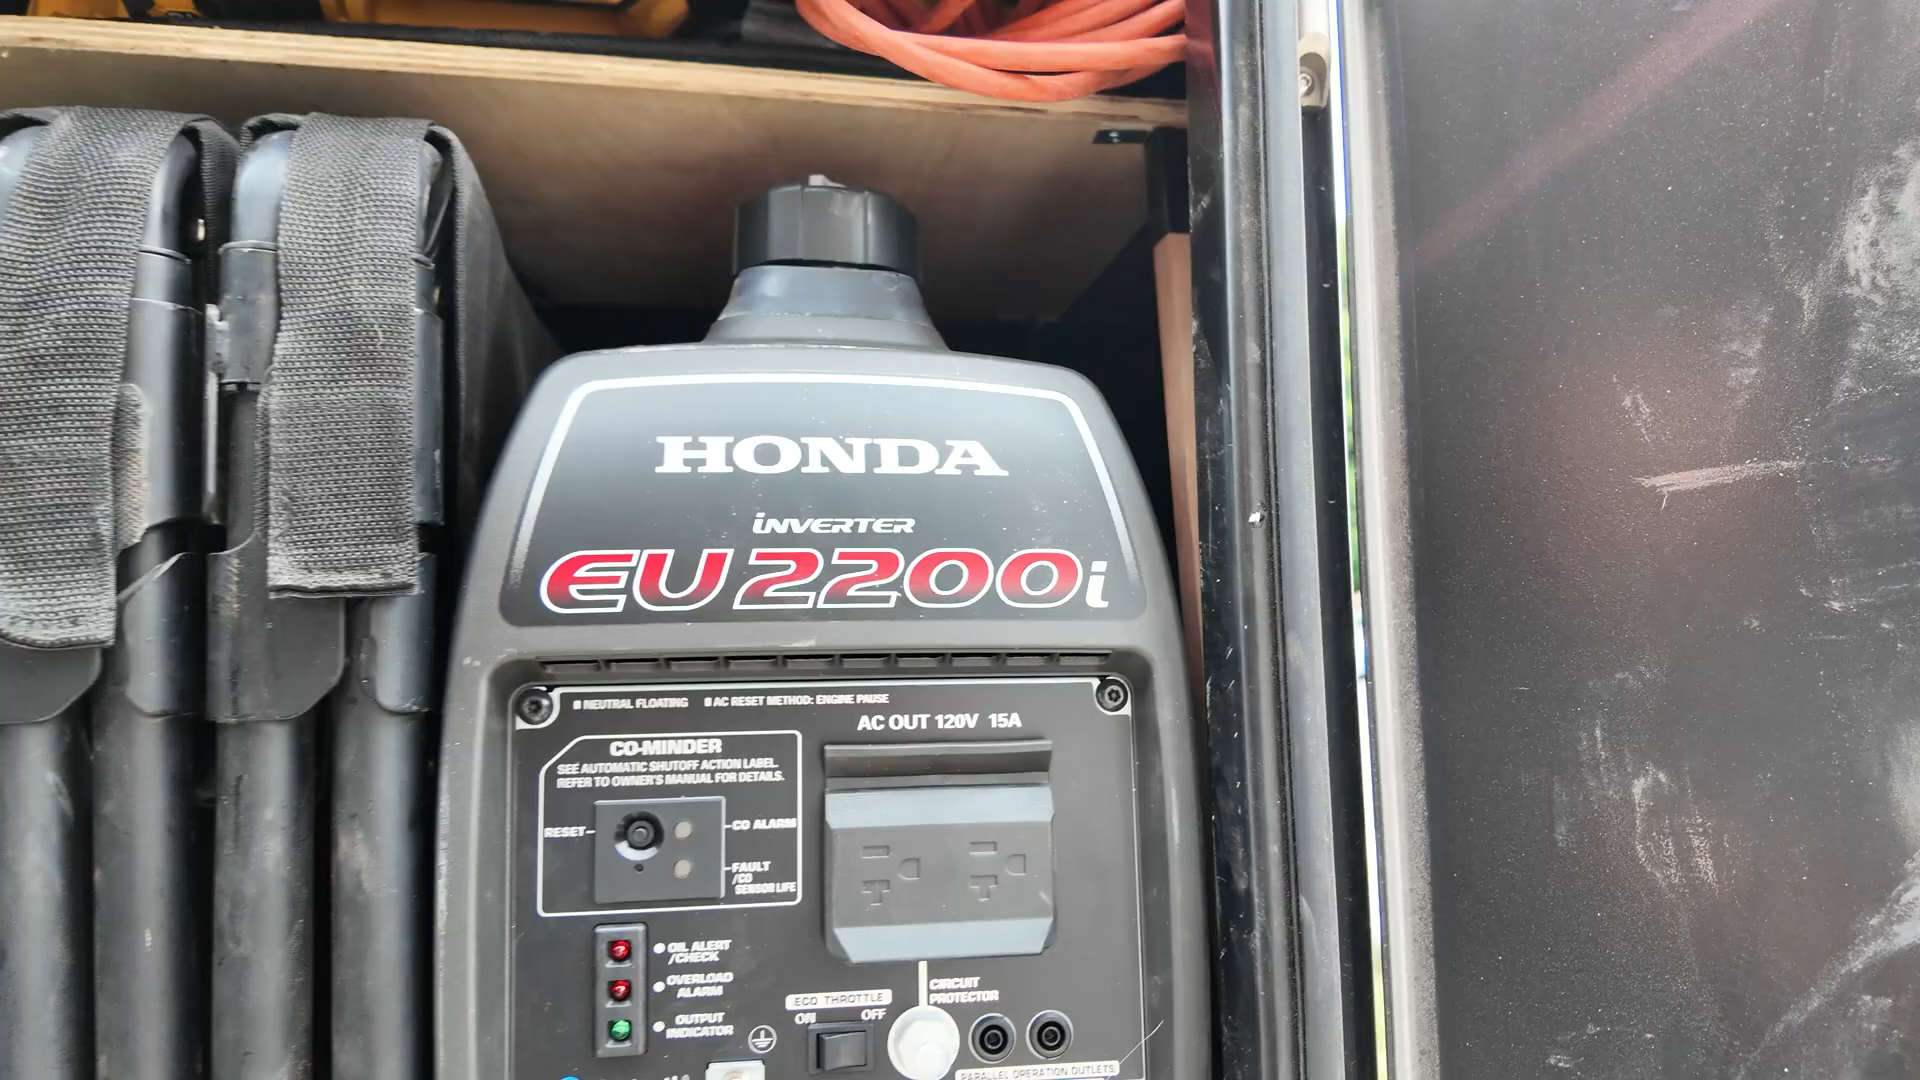 HONDA
INVERTER
EU2200i
NEUTRAL FLOATING AC RESET METHOD: ENGINE PAUSE
AC OUT 120V 15A
CO-MINDER
SEE AUTOMATIC SHUTOFF ACTION LABEL.
REFER TO OWNER'S MANUAL FOR DETAILS.
RESET
CO ALARM
FAULT
/CO
SENSOR LIFE
OIL ALERT
/CHECK
OVERLOAD
ALARM
OUTPUT
INDICATOR
ECO THROTTLE
ON OFF
CIRCUIT
PROTECTOR
PARALLEL OPERATION OUTLETS